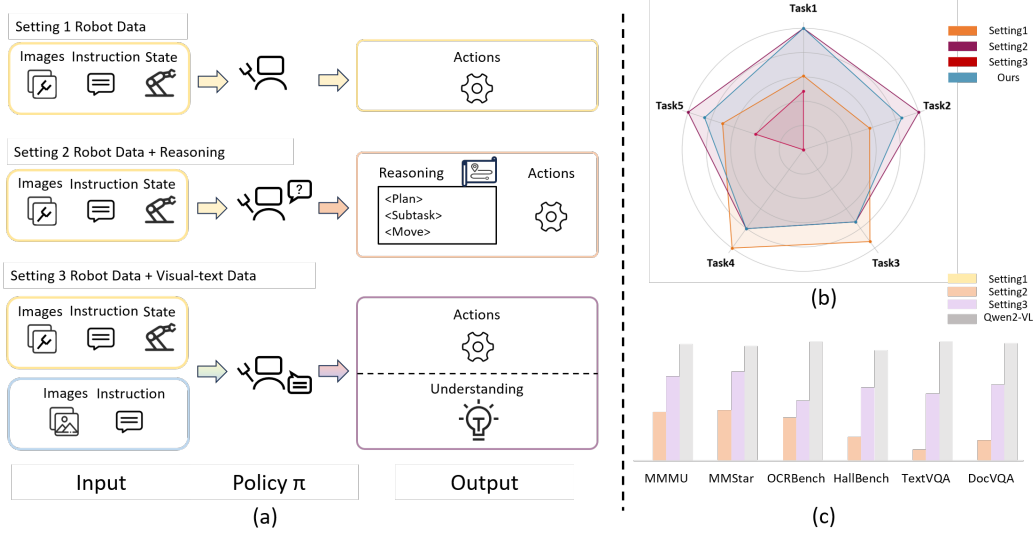 Setting 1 Robot Data
Images Instruction State
Actions
Setting 2 Robot Data + Reasoning
Images Instruction State
?
Reasoning
Actions
<Plan>
<Subtask>
<Move>
Setting 3 Robot Data + Visual-text Data
Images Instruction State
Actions
Images Instruction
Understanding
Input
Policy π
Output
(a)
Task1
Task2
Task3
Task4
Task5
Setting1
Setting2
Setting3
Ours
(b)
Setting1
Setting2
Setting3
Qwen2-VL
MMMU MMStar OCRBench HallBench TextVQA DocVQA
(c)